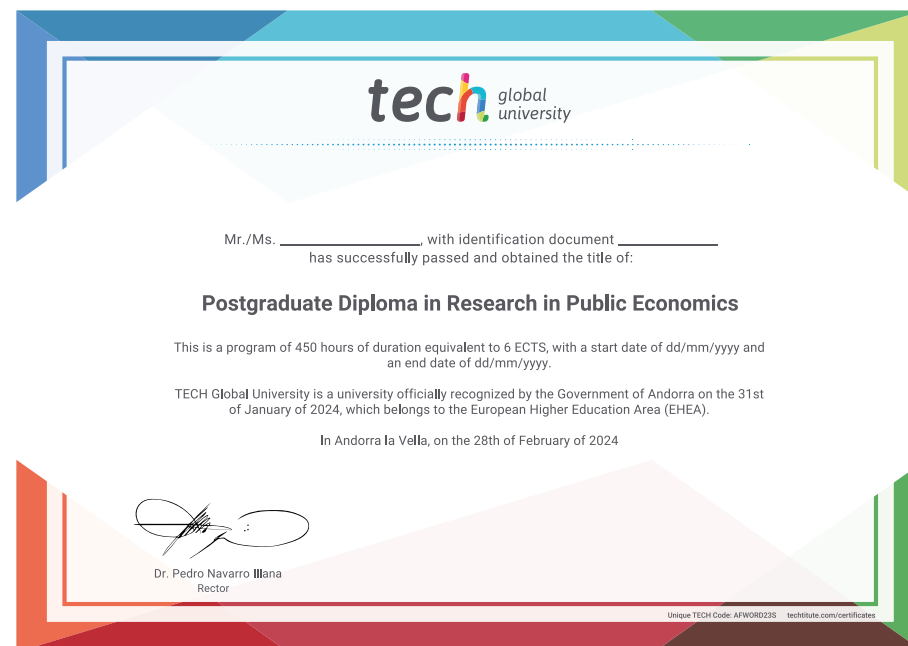 tech global
university
Mr./Ms. ________________, with identification document ____________
has successfully passed and obtained the title of:
Postgraduate Diploma in Research in Public Economics
This is a program of 450 hours of duration equivalent to 6 ECTS, with a start date of dd/mm/yyyy and
an end date of dd/mm/yyyy.
TECH Global University is a university officially recognized by the Government of Andorra on the 31st
of January of 2024, which belongs to the European Higher Education Area (EHEA).
In Andorra la Vella, on the 28th of February of 2024
Dr. Pedro Navarro Illana
Rector
Unique TECH Code: AFWORD23S techtitute.com/certificates